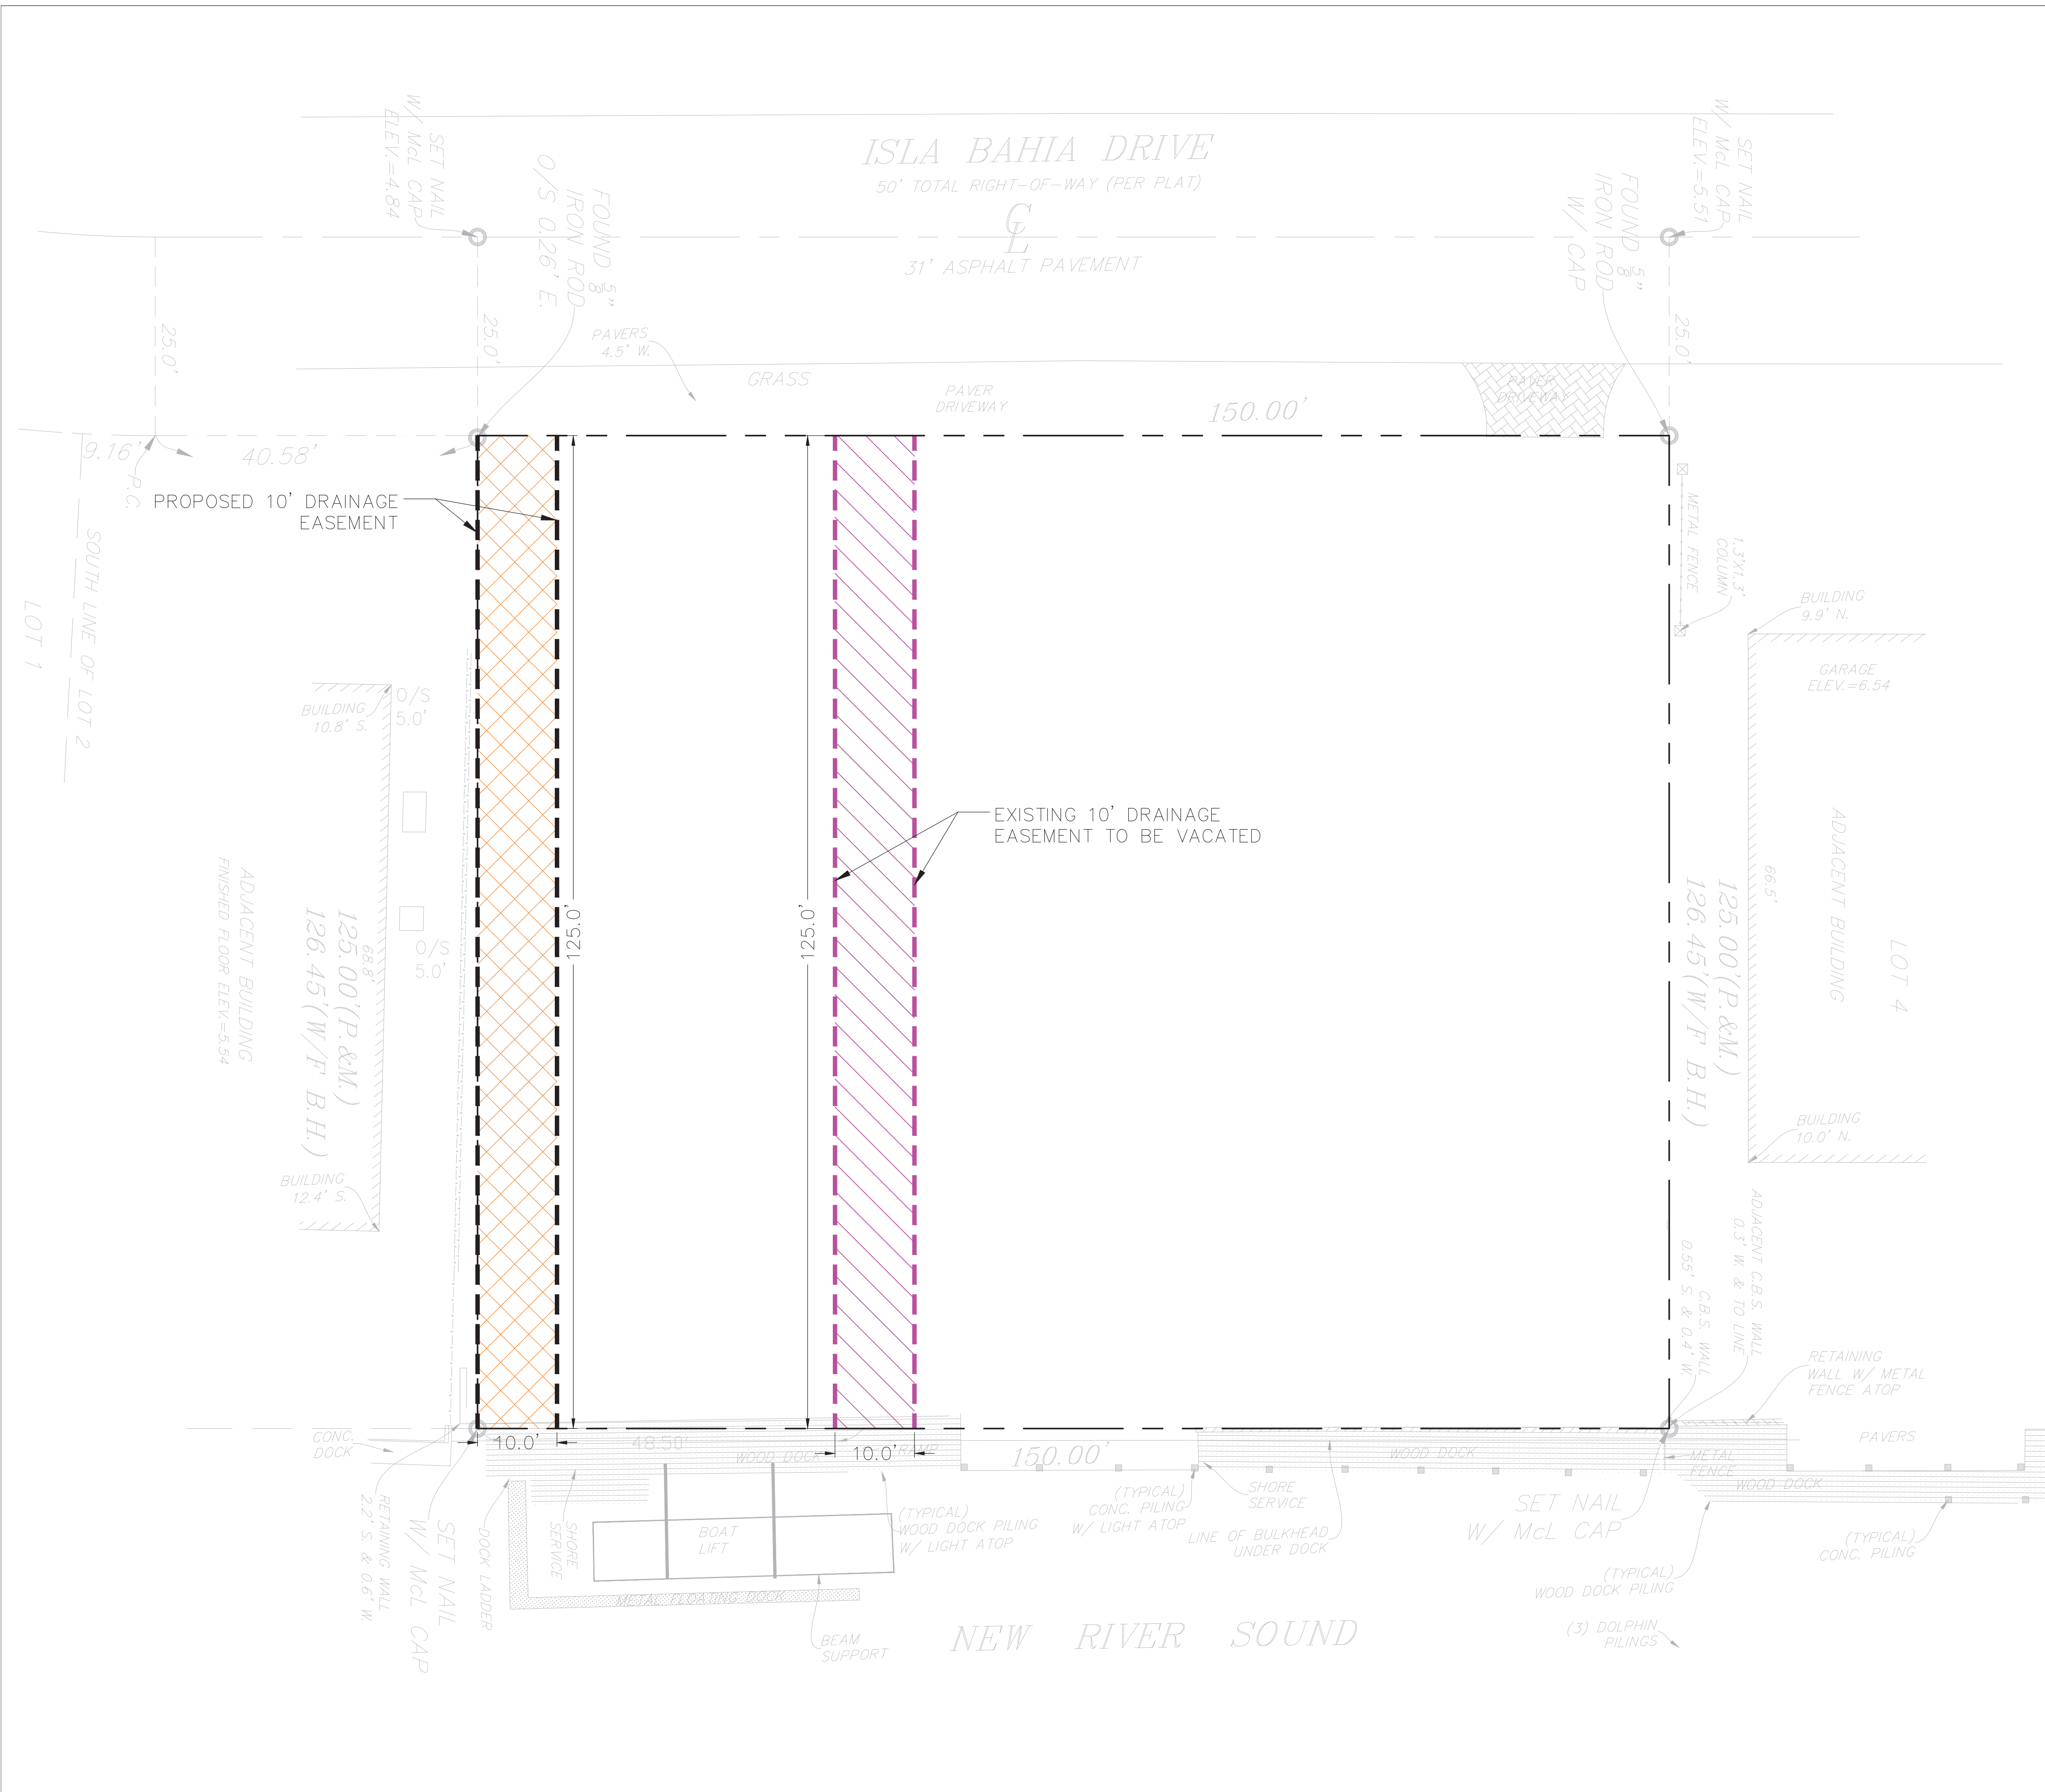 ISLA BAHIA DRIVE
50' TOTAL RIGHT-OF-WAY (PER PLAT)
℄
31' ASPHALT PAVEMENT
SET NAIL
W/ McL CAP
ELEV.=4.84
FOUND 5/8"
IRON ROD
O/S 0.26' E.
SET NAIL
W/ McL CAP
ELEV.=5.51
FOUND 5/8"
IRON ROD
W/ CAP
25.0'
25.0'
25.0'
PAVERS
4.5' W.
GRASS
PAVER
DRIVEWAY
150.00'
PAVER
DRIVEWAY
9.16'
40.58'
P.C.
PROPOSED 10' DRAINAGE
EASEMENT
SOUTH LINE OF LOT 2
LOT 1
METAL FENCE
1.3'X1.3'
COLUMN
BUILDING
9.9' N.
GARAGE
ELEV.=6.54
BUILDING
10.8' S.
O/S
5.0'
EXISTING 10' DRAINAGE
EASEMENT TO BE VACATED
125.0'
125.0'
O/S
5.0'
68.8'
125.00'(P.&M.)
126.45'(W/F B.H.)
ADJACENT BUILDING
FINISHED FLOOR ELEV.=5.54
66.5'
125.00'(P.&M.)
126.45'(W/F B.H.)
ADJACENT BUILDING
LOT 4
BUILDING
10.0' N.
BUILDING
12.4' S.
ADJACENT C.B.S. WALL
0.3' W. & TO LINE
C.B.S. WALL
0.55' S. & 0.4' W.
RETAINING
WALL W/ METAL
FENCE ATOP
CONC.
DOCK
10.0'
48.50'
WOOD DOCK
10.0'
RAMP
150.00'
WOOD DOCK
METAL
FENCE
PAVERS
WOOD DOCK
RETAINING WALL
2.2' S. & 0.6' W.
SET NAIL
W/ McL CAP
DOCK LADDER
SHORE
SERVICE
BOAT
LIFT
(TYPICAL)
WOOD DOCK PILING
W/ LIGHT ATOP
(TYPICAL)
CONC. PILING
W/ LIGHT ATOP
SHORE
SERVICE
LINE OF BULKHEAD
UNDER DOCK
SET NAIL
W/ McL CAP
(TYPICAL)
CONC. PILING
(TYPICAL)
WOOD DOCK PILING
METAL FLOATING DOCK
BEAM
SUPPORT
NEW RIVER SOUND
(3) DOLPHIN
PILINGS